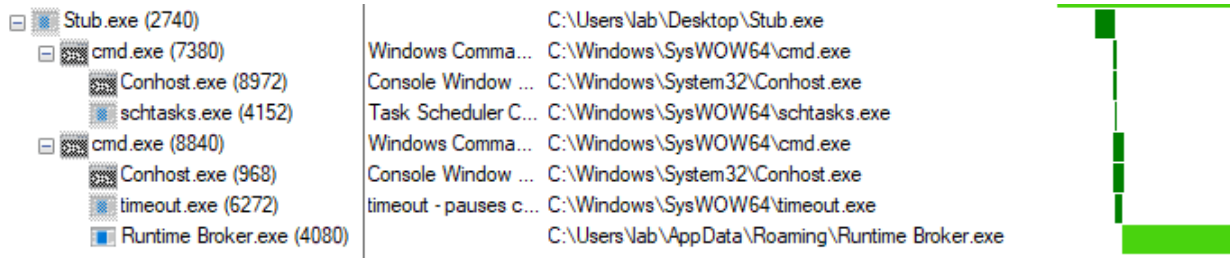 Stub.exe (2740) C:\Users\lab\Desktop\Stub.exe
cmd.exe (7380) Windows Comma... C:\Windows\SysWOW64\cmd.exe
Conhost.exe (8972) Console Window ... C:\Windows\System32\Conhost.exe
schtasks.exe (4152) Task Scheduler C... C:\Windows\SysWOW64\schtasks.exe
cmd.exe (8840) Windows Comma... C:\Windows\SysWOW64\cmd.exe
Conhost.exe (968) Console Window ... C:\Windows\System32\Conhost.exe
timeout.exe (6272) timeout - pauses c... C:\Windows\SysWOW64\timeout.exe
Runtime Broker.exe (4080) C:\Users\lab\AppData\Roaming\Runtime Broker.exe